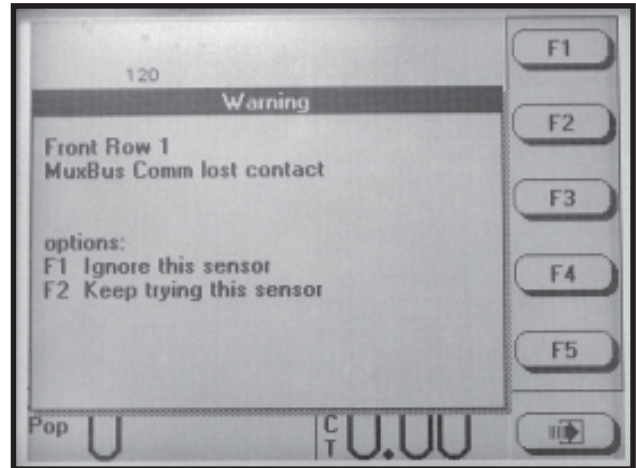 120
Warning
Front Row 1
MuxBus Comm lost contact
options:
F1 Ignore this sensor
F2 Keep trying this sensor
Pop
C
T
F1
F2
F3
F4
F5